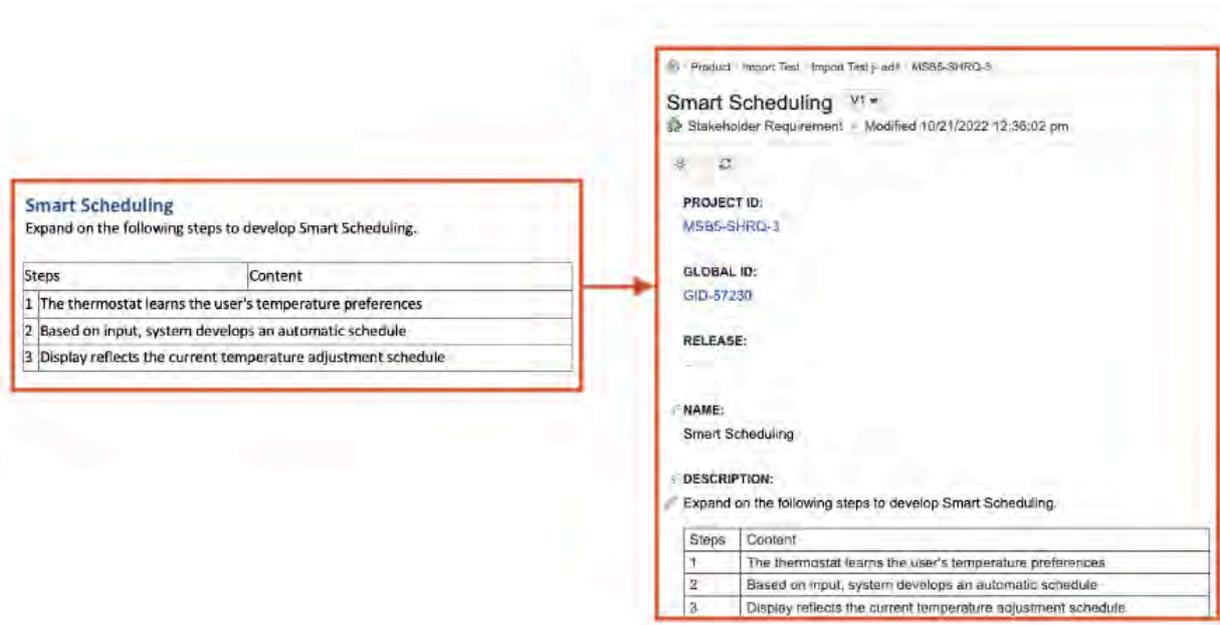 Smart Scheduling
Expand on the following steps to develop Smart Scheduling.
Steps Content
1 The thermostat learns the user's temperature preferences
2 Based on input, system develops an automatic schedule
3 Display reflects the current temperature adjustment schedule
Product Import Test Import Test MSB5-SHRQ-3
Smart Scheduling V1
Stakeholder Requirement Modified 10/21/2022 12:36:02 pm
PROJECT ID:
MSB5-SHRQ-3
GLOBAL ID:
GID-57230
RELEASE:
NAME:
Smart Scheduling
DESCRIPTION:
Expand on the following steps to develop Smart Scheduling.
Steps Content
1 The thermostat learns the user's temperature preferences
2 Based on input, system develops an automatic schedule
3 Display reflects the current temperature adjustment schedule